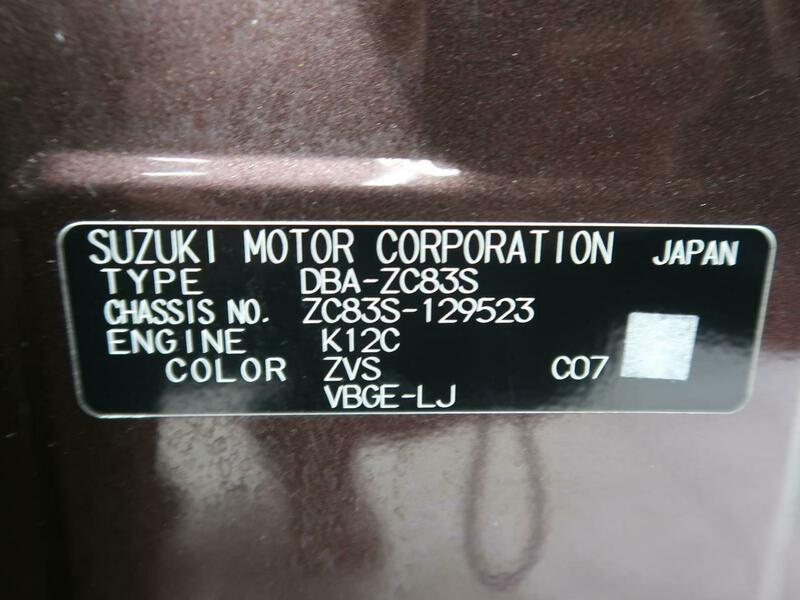 SUZUKI MOTOR CORPORATION JAPAN
TYPE DBA-ZC83S
CHASSIS NO. ZC83S-129523
ENGINE K12C
COLOR ZVS C07
VBGE-LJ